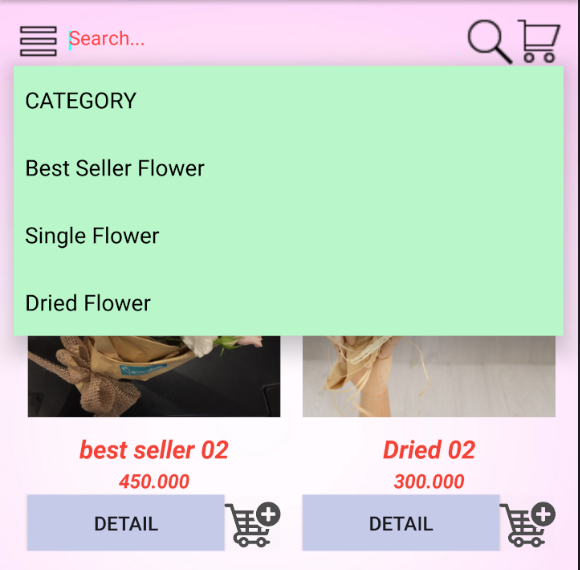 Search...
CATEGORY
Best Seller Flower
Single Flower
Dried Flower
best seller 02
Dried 02
450.000
300.000
DETAIL
DETAIL